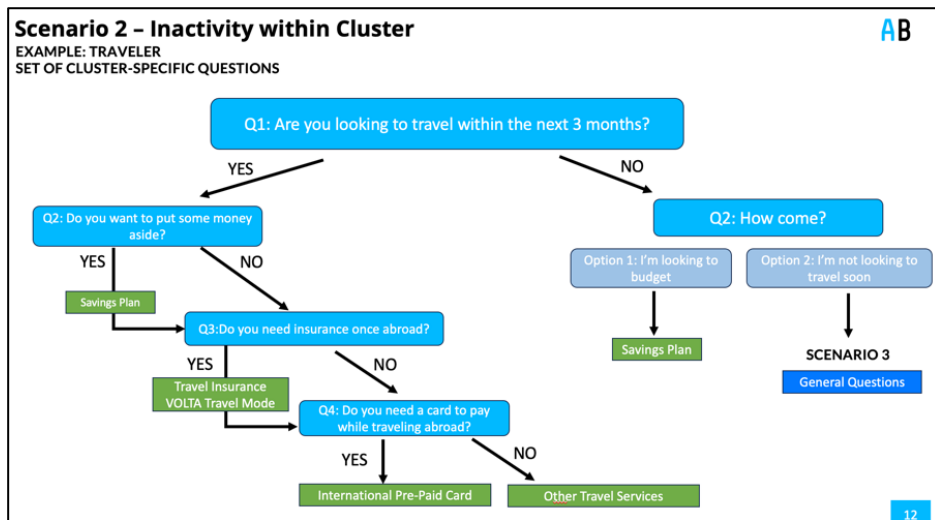 Scenario 2 – Inactivity within Cluster
AB
EXAMPLE: TRAVELER
SET OF CLUSTER-SPECIFIC QUESTIONS
Q1: Are you looking to travel within the next 3 months?
YES
NO
Q2: Do you want to put some money
aside?
Q2: How come?
YES
NO
Option 1: I'm looking to
budget
Option 2: I'm not looking to
travel soon
Savings Plan
Q3:Do you need insurance once abroad?
Savings Plan
SCENARIO 3
General Questions
YES
NO
Travel Insurance
VOLTA Travel Mode
Q4: Do you need a card to pay
while traveling abroad?
YES
NO
International Pre-Paid Card
Other Travel Services
12